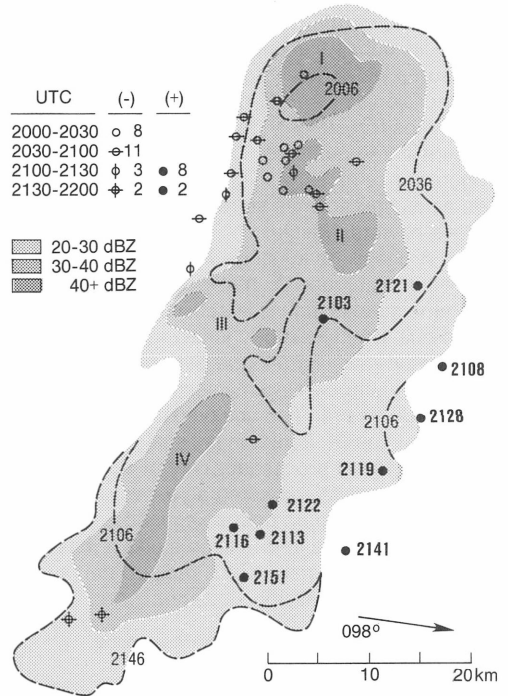 UTC (-) (+)
2000-2030 ○ 8
2030-2100 ⦵ 11
2100-2130 ⌽ 3 ● 8
2130-2200 ⌖ 2 ● 2
20-30 dBZ
30-40 dBZ
40+ dBZ
I
2006
2036
II
2121
2103
III
2108
2106
2128
IV
2119
2122
2106
2116
2113
2141
2151
098°
2146
0 10 20km